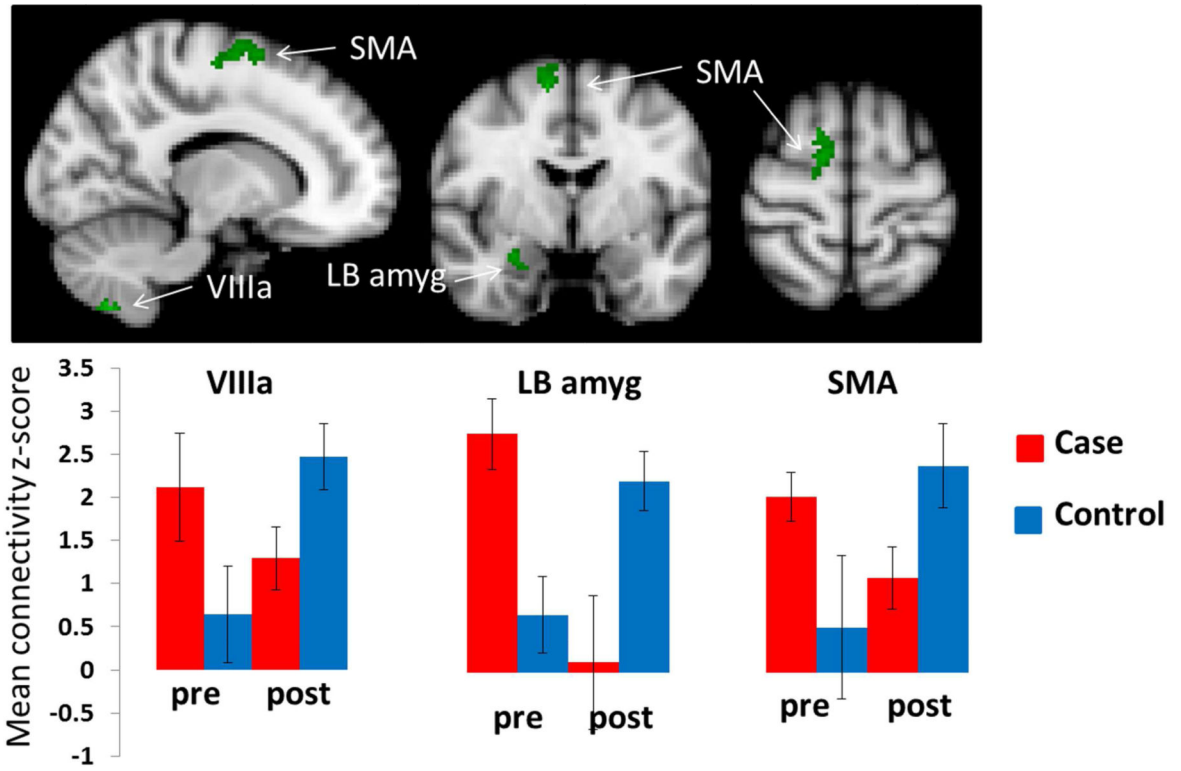 SMA
SMA
VIIIa
LB amyg
Mean connectivity z-score
3.5
3
2.5
2
1.5
1
0.5
0
-0.5
-1
VIIIa
LB amyg
SMA
pre
post
pre
post
pre
post
Case
Control